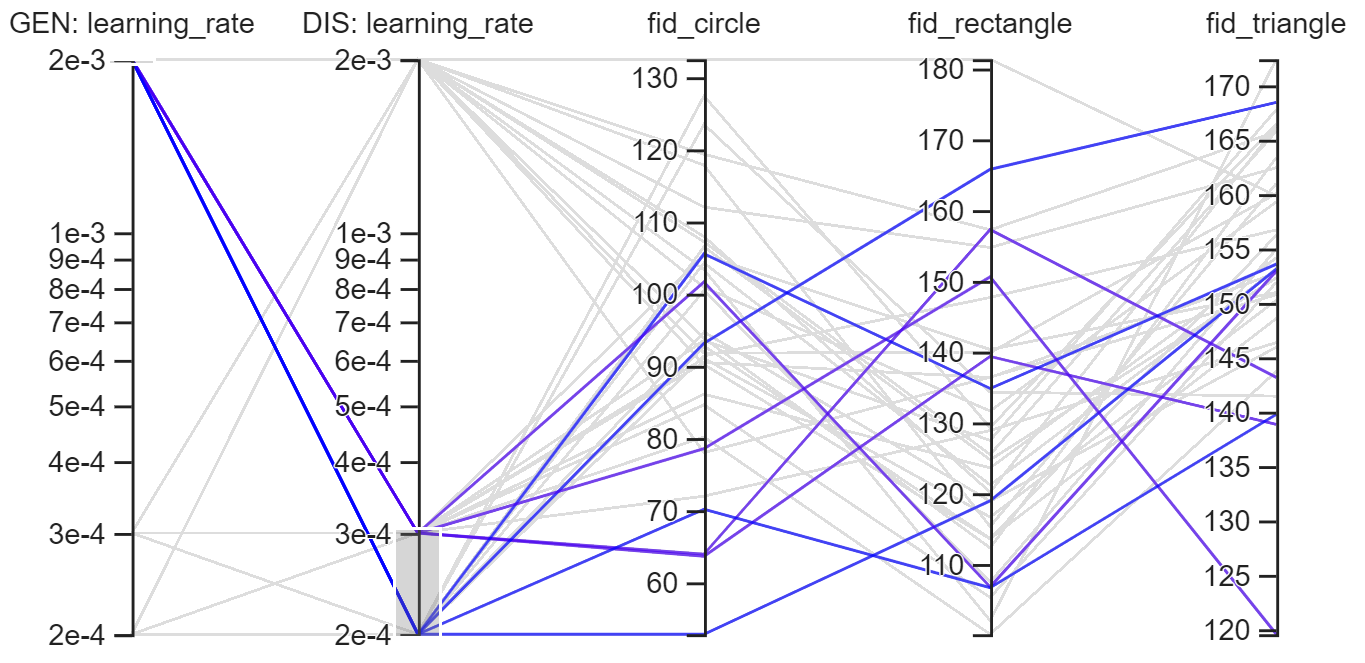 GEN: learning_rate
DIS: learning_rate
fid_circle
fid_rectangle
fid_triangle
2e-3
1e-3
9e-4
8e-4
7e-4
6e-4
5e-4
4e-4
3e-4
2e-4
2e-3
1e-3
9e-4
8e-4
7e-4
6e-4
5e-4
4e-4
3e-4
2e-4
130
120
110
100
90
80
70
60
180
170
160
150
140
130
120
110
170
165
160
155
150
145
140
135
130
125
120